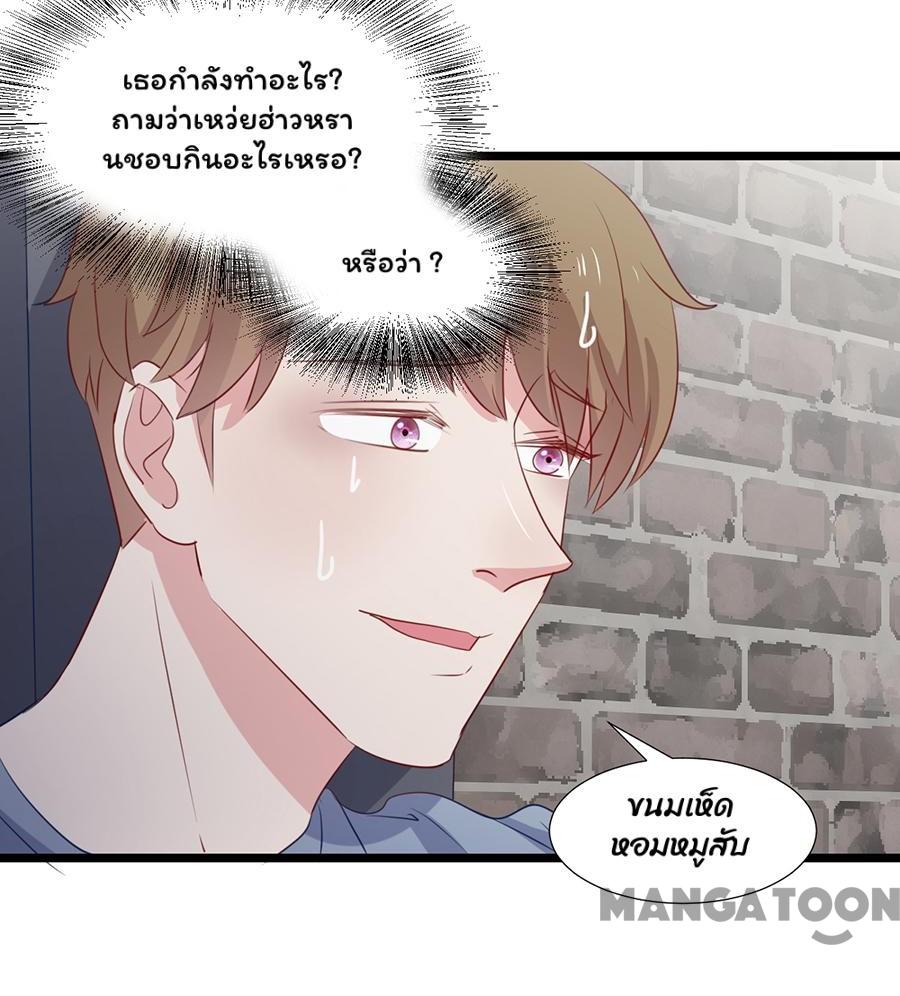 เธอกำลังทำอะไร?
ถามว่าเหว่ยฮ่าวหรา
นชอบกินอะไรเหรอ?
หรือว่า ?
ขนมเห็ด
หอมหมูสับ
MANGATOON